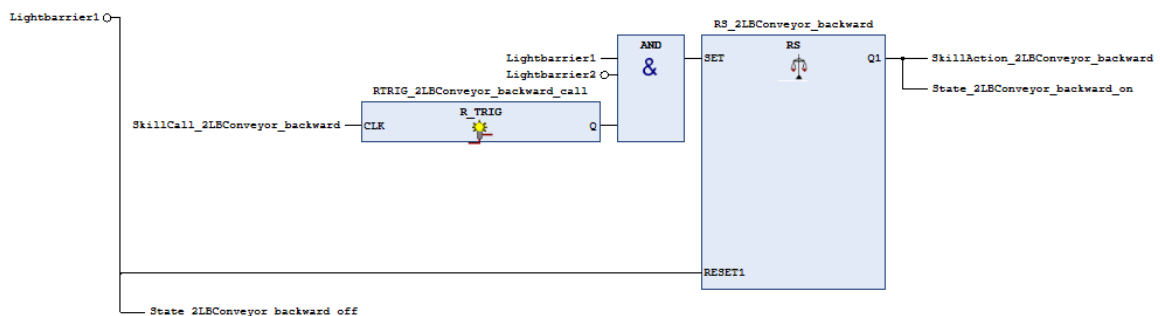 Lightbarrier1
RS_2LBConveyor_backward
AND
&
Lightbarrier1
Lightbarrier2
RS
SET
Q1
SkillAction_2LBConveyor_backward
State_2LBConveyor_backward_on
RTRIG_2LBConveyor_backward_call
R_TRIG
SkillCall_2LBConveyor_backward
CLK
Q
RESET1
State_2LBConveyor_backward_off